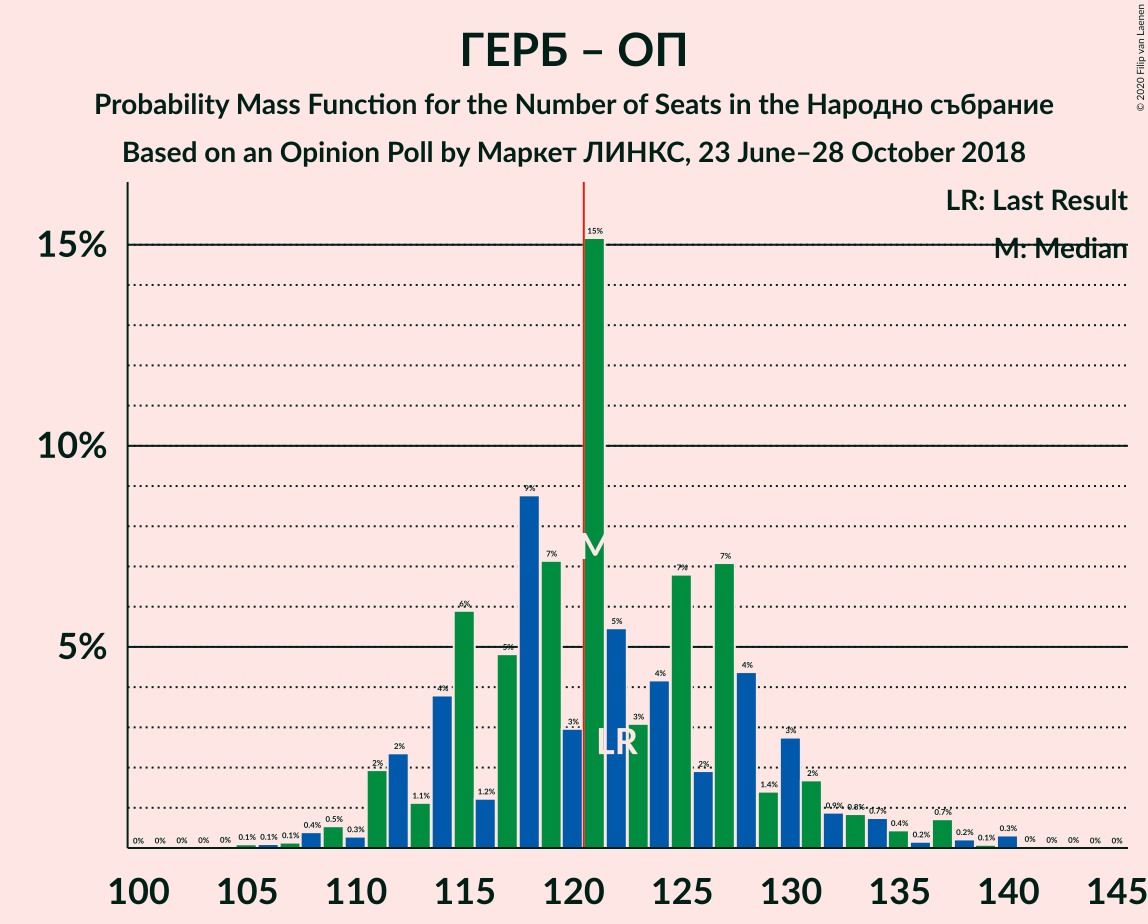 ГЕРБ – ОП
Probability Mass Function for the Number of Seats in the Народно събрание
Based on an Opinion Poll by Маркет ЛИНКС, 23 June–28 October 2018
© 2020 Filip van Laenen
LR: Last Result
M: Median
15%
10%
5%
0% 0% 0% 0% 0% 0.1% 0.1% 0.1% 0.4% 0.5% 0.3% 2% 2% 1.1% 4% 6% 1.2% 5% 9% 7% 3% 15% 5% 3% 4% 7% 2% 7% 4% 1.4% 3% 2% 0.9% 0.8% 0.7% 0.4% 0.2% 0.7% 0.2% 0.1% 0.3% 0% 0% 0% 0% 0%
M
LR
100 105 110 115 120 125 130 135 140 145